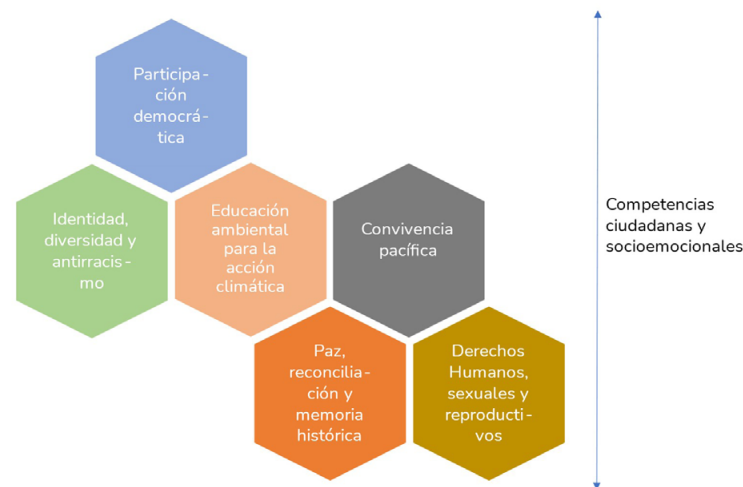 Participa-
ción
democrá-
tica
Identidad,
diversidad y
antirracis-
mo
Educación
ambiental
para la
acción
climática
Convivencia
pacífica
Paz,
reconcilia-
ción y
memoria
histórica
Derechos
Humanos,
sexuales y
reproducti-
vos
Competencias
ciudadanas y
socioemocionales